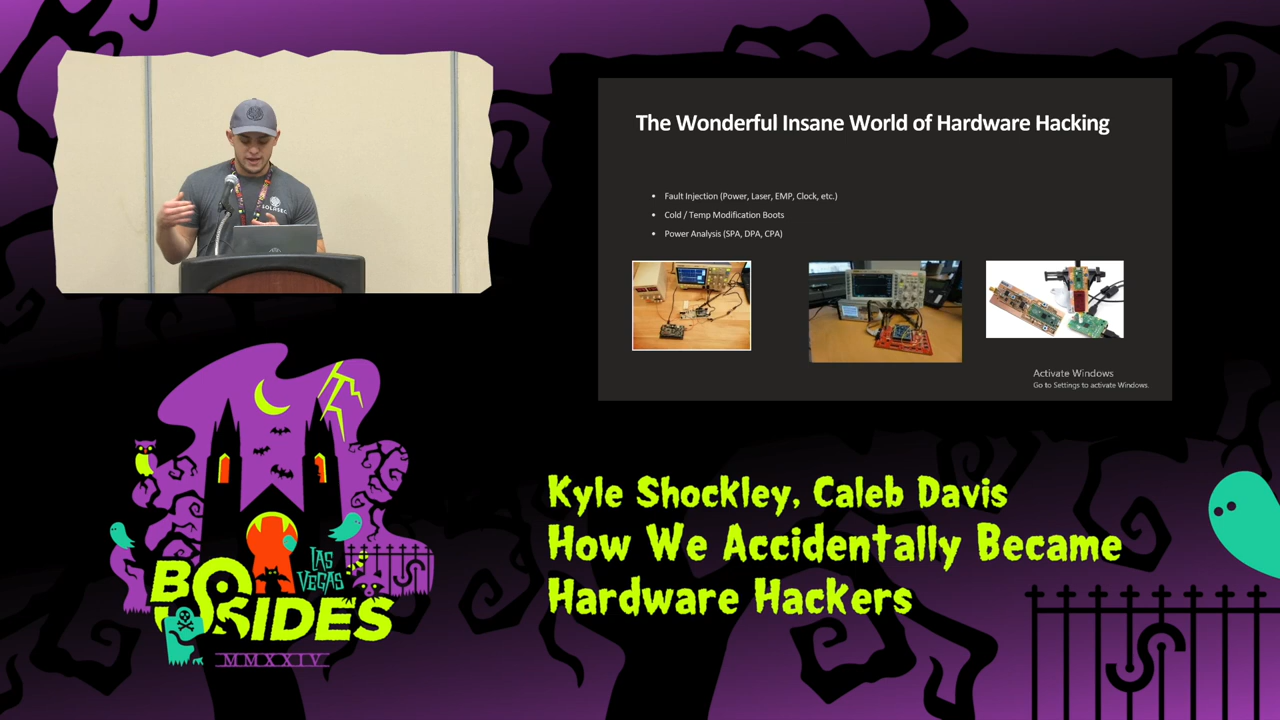 The Wonderful Insane World of Hardware Hacking
• Fault Injection (Power, Laser, EMP, Clock, etc.)
• Cold / Temp Modification Boots
• Power Analysis (SPA, DPA, CPA)
Activate Windows
Go to Settings to activate Windows.
SOLASEC
LAS
VEGAS
BSIDES
MMXXIV
Kyle Shockley, Caleb Davis
How We Accidentally Became
Hardware Hackers